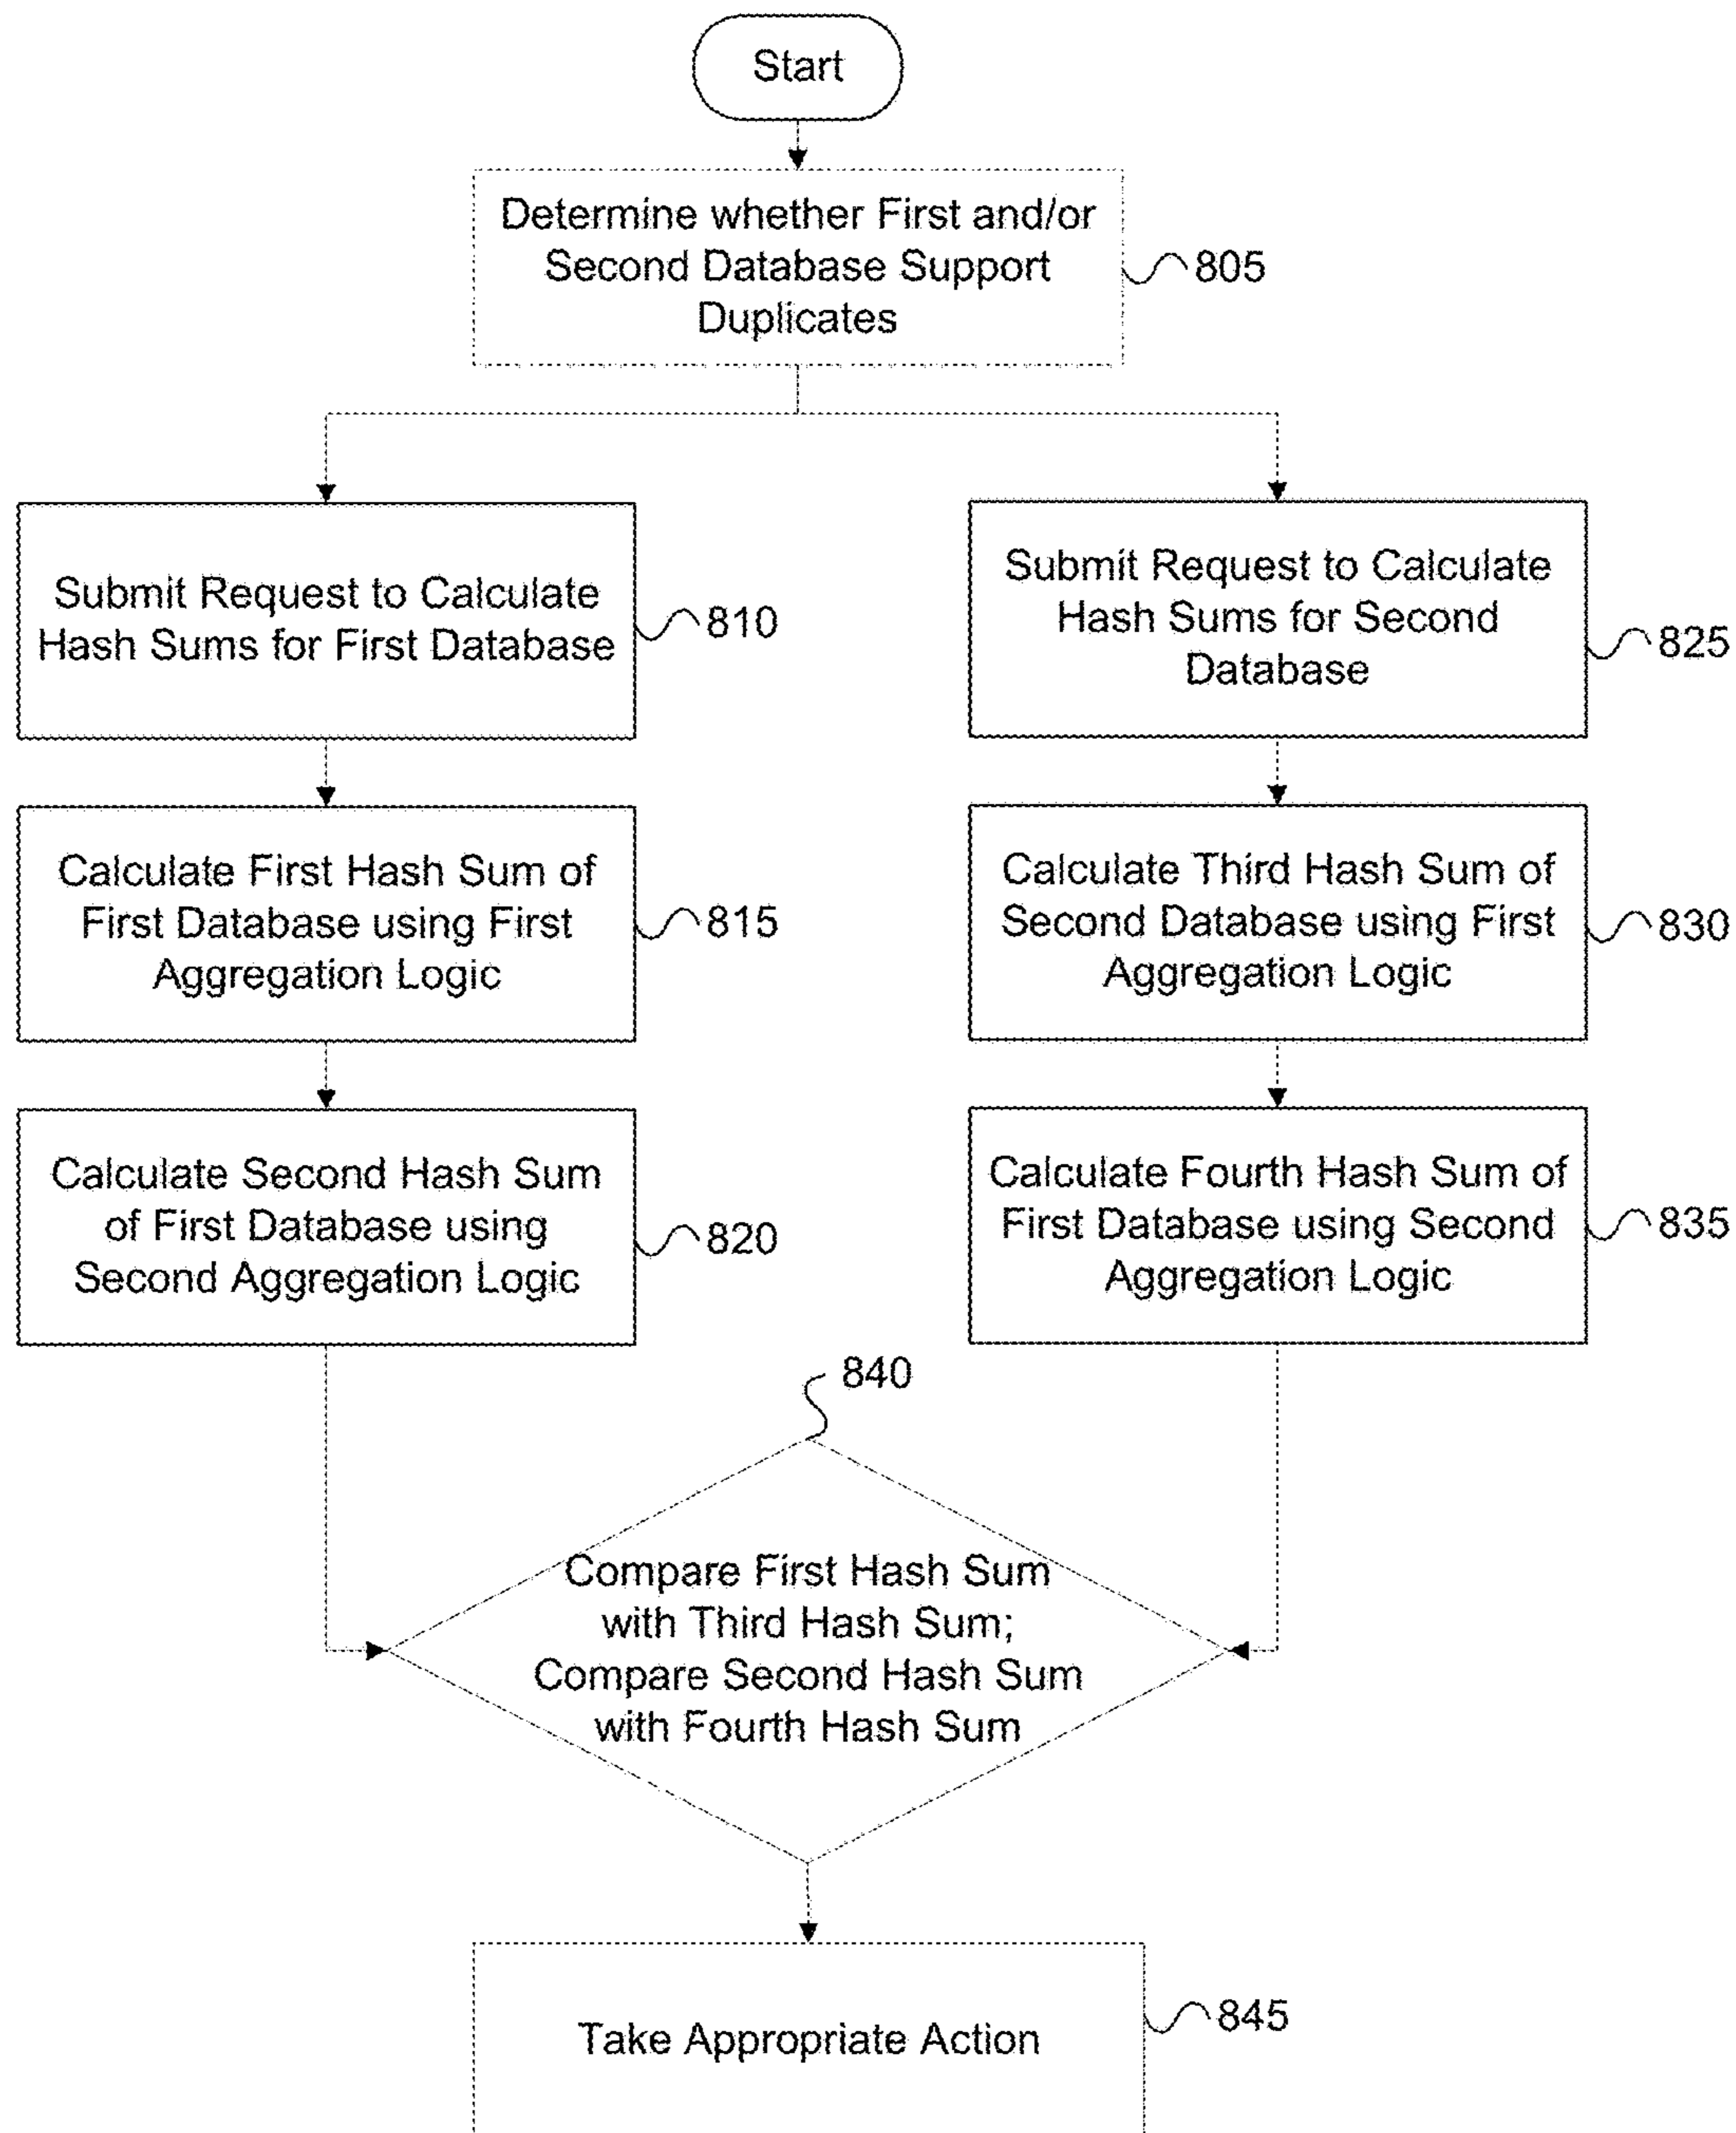 Start
Determine whether First and/or
Second Database Support
Duplicates
805
Submit Request to Calculate
Hash Sums for First Database
810
Submit Request to Calculate
Hash Sums for Second
Database
825
Calculate First Hash Sum of
First Database using First
Aggregation Logic
815
Calculate Third Hash Sum of
Second Database using First
Aggregation Logic
830
Calculate Second Hash Sum
of First Database using
Second Aggregation Logic
820
Calculate Fourth Hash Sum of
First Database using Second
Aggregation Logic
835
840
Compare First Hash Sum
with Third Hash Sum;
Compare Second Hash Sum
with Fourth Hash Sum
Take Appropriate Action
845